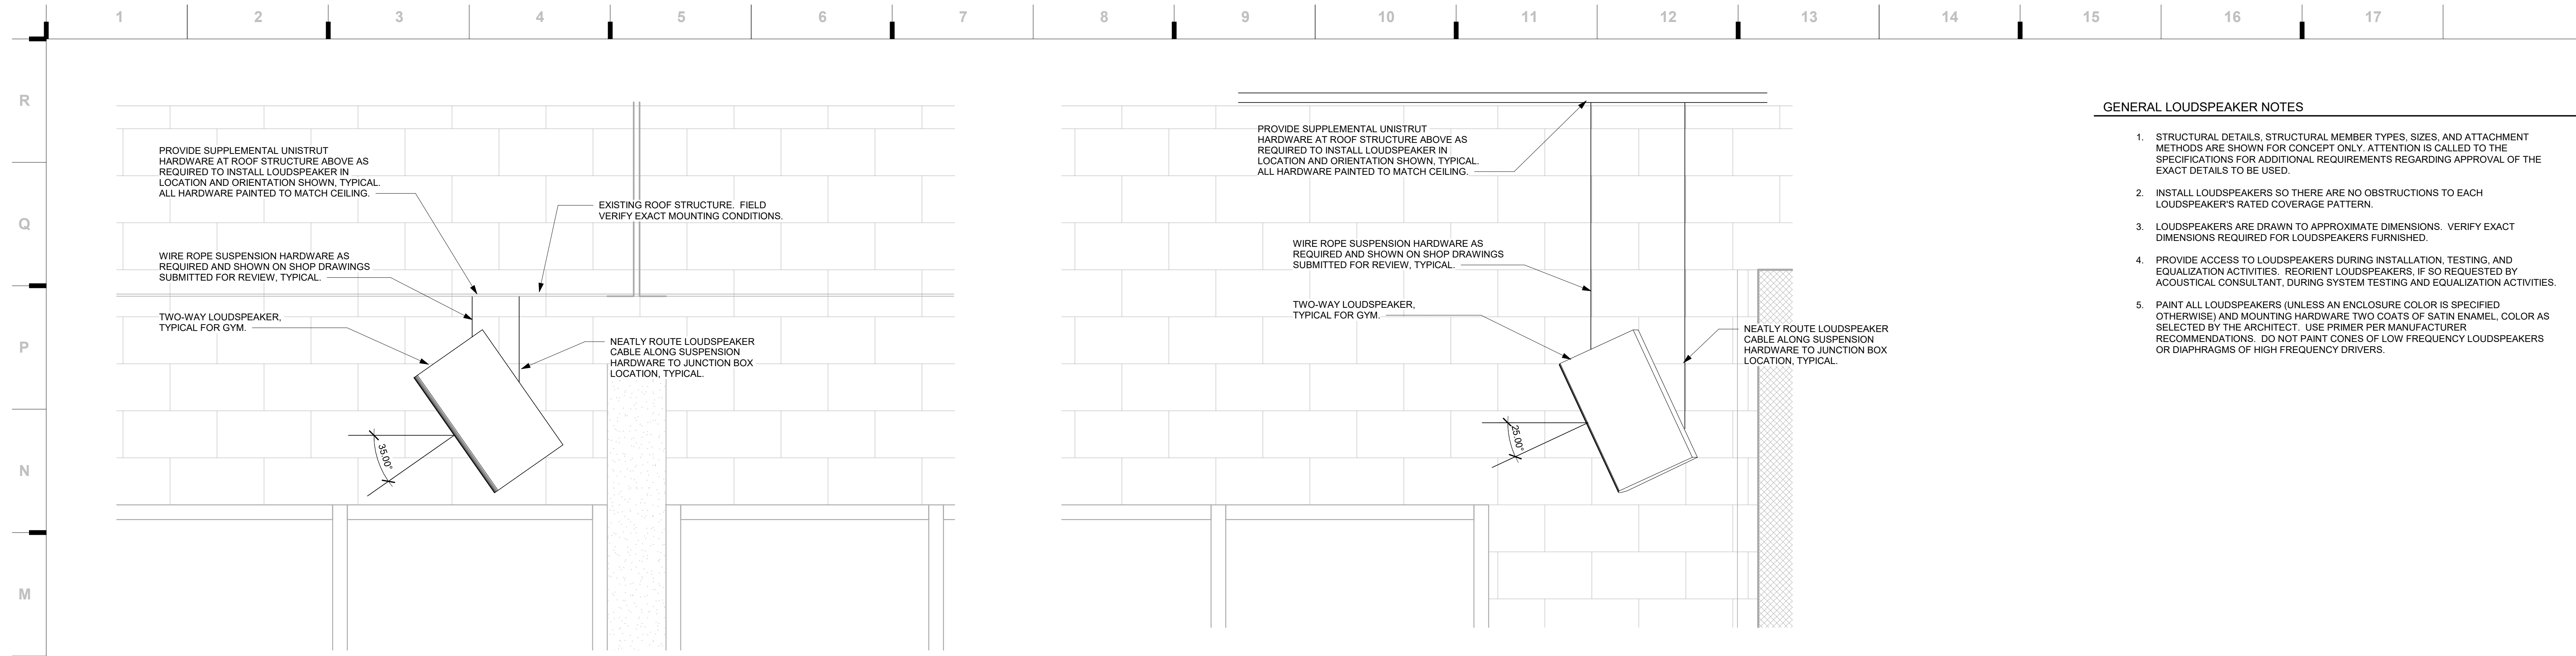 1 2 3 4 5 6 7 8 9 10 11 12 13 14 15 16 17
R
Q
P
N
M
PROVIDE SUPPLEMENTAL UNISTRUT
HARDWARE AT ROOF STRUCTURE ABOVE AS
REQUIRED TO INSTALL LOUDSPEAKER IN
LOCATION AND ORIENTATION SHOWN, TYPICAL.
ALL HARDWARE PAINTED TO MATCH CEILING.
EXISTING ROOF STRUCTURE. FIELD
VERIFY EXACT MOUNTING CONDITIONS.
WIRE ROPE SUSPENSION HARDWARE AS
REQUIRED AND SHOWN ON SHOP DRAWINGS
SUBMITTED FOR REVIEW, TYPICAL.
TWO-WAY LOUDSPEAKER,
TYPICAL FOR GYM.
NEATLY ROUTE LOUDSPEAKER
CABLE ALONG SUSPENSION
HARDWARE TO JUNCTION BOX
LOCATION, TYPICAL.
35.00°
PROVIDE SUPPLEMENTAL UNISTRUT
HARDWARE AT ROOF STRUCTURE ABOVE AS
REQUIRED TO INSTALL LOUDSPEAKER IN
LOCATION AND ORIENTATION SHOWN, TYPICAL.
ALL HARDWARE PAINTED TO MATCH CEILING.
WIRE ROPE SUSPENSION HARDWARE AS
REQUIRED AND SHOWN ON SHOP DRAWINGS
SUBMITTED FOR REVIEW, TYPICAL.
TWO-WAY LOUDSPEAKER,
TYPICAL FOR GYM.
NEATLY ROUTE LOUDSPEAKER
CABLE ALONG SUSPENSION
HARDWARE TO JUNCTION BOX
LOCATION, TYPICAL.
25.00°
GENERAL LOUDSPEAKER NOTES
1. STRUCTURAL DETAILS, STRUCTURAL MEMBER TYPES, SIZES, AND ATTACHMENT
METHODS ARE SHOWN FOR CONCEPT ONLY. ATTENTION IS CALLED TO THE
SPECIFICATIONS FOR ADDITIONAL REQUIREMENTS REGARDING APPROVAL OF THE
EXACT DETAILS TO BE USED.
2. INSTALL LOUDSPEAKERS SO THERE ARE NO OBSTRUCTIONS TO EACH
LOUDSPEAKER'S RATED COVERAGE PATTERN.
3. LOUDSPEAKERS ARE DRAWN TO APPROXIMATE DIMENSIONS. VERIFY EXACT
DIMENSIONS REQUIRED FOR LOUDSPEAKERS FURNISHED.
4. PROVIDE ACCESS TO LOUDSPEAKERS DURING INSTALLATION, TESTING, AND
EQUALIZATION ACTIVITIES. REORIENT LOUDSPEAKERS, IF SO REQUESTED BY
ACOUSTICAL CONSULTANT, DURING SYSTEM TESTING AND EQUALIZATION ACTIVITIES.
5. PAINT ALL LOUDSPEAKERS (UNLESS AN ENCLOSURE COLOR IS SPECIFIED
OTHERWISE) AND MOUNTING HARDWARE TWO COATS OF SATIN ENAMEL, COLOR AS
SELECTED BY THE ARCHITECT. USE PRIMER PER MANUFACTURER
RECOMMENDATIONS. DO NOT PAINT CONES OF LOW FREQUENCY LOUDSPEAKERS
OR DIAPHRAGMS OF HIGH FREQUENCY DRIVERS.